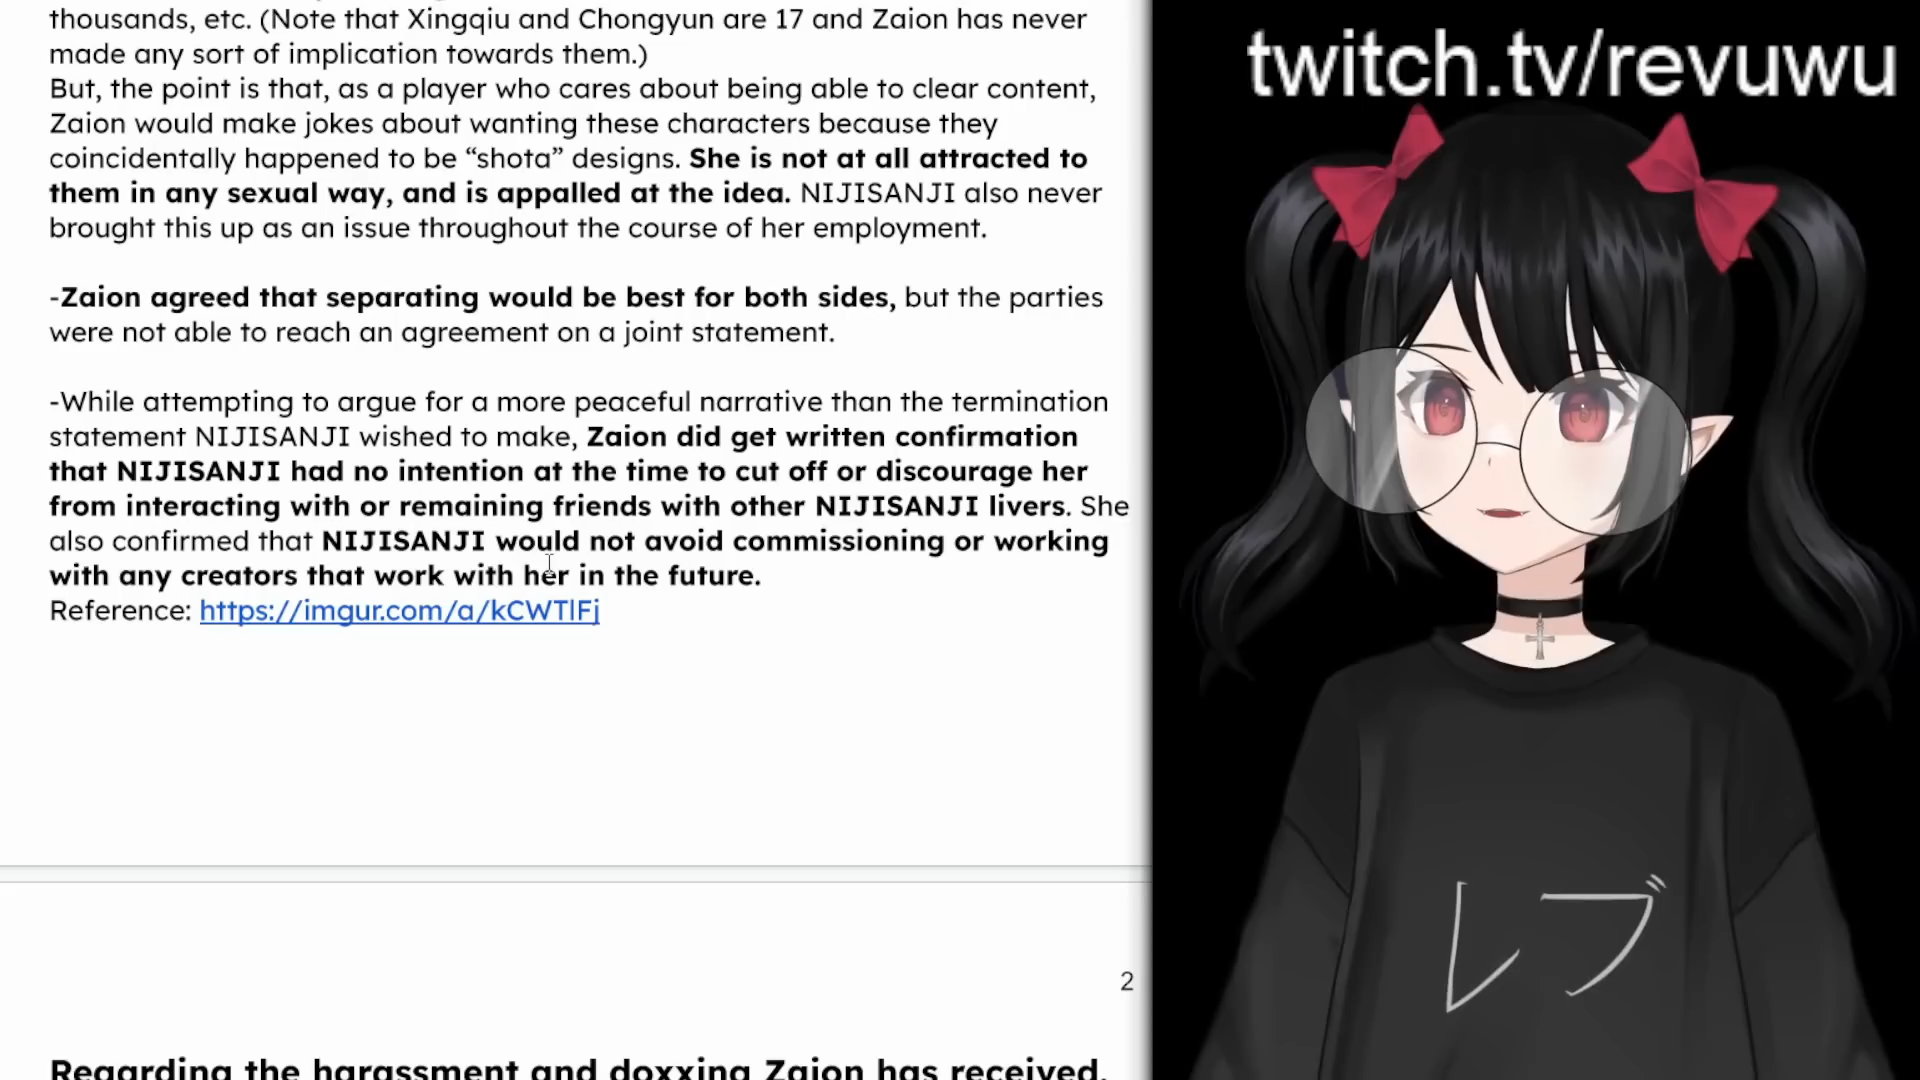 thousands, etc. (Note that Xingqiu and Chongyun are 17 and Zaion has never
made any sort of implication towards them.)
But, the point is that, as a player who cares about being able to clear content,
Zaion would make jokes about wanting these characters because they
coincidentally happened to be “shota” designs. She is not at all attracted to
them in any sexual way, and is appalled at the idea. NIJISANJI also never
brought this up as an issue throughout the course of her employment.
-Zaion agreed that separating would be best for both sides, but the parties
were not able to reach an agreement on a joint statement.
-While attempting to argue for a more peaceful narrative than the termination
statement NIJISANJI wished to make, Zaion did get written confirmation
that NIJISANJI had no intention at the time to cut off or discourage her
from interacting with or remaining friends with other NIJISANJI livers. She
also confirmed that NIJISANJI would not avoid commissioning or working
with any creators that work with her in the future.
Reference: https://imgur.com/a/kCWTlFj
2
Regarding the harassment and doxxing Zaion has received,
twitch.tv/revuwu
レブ